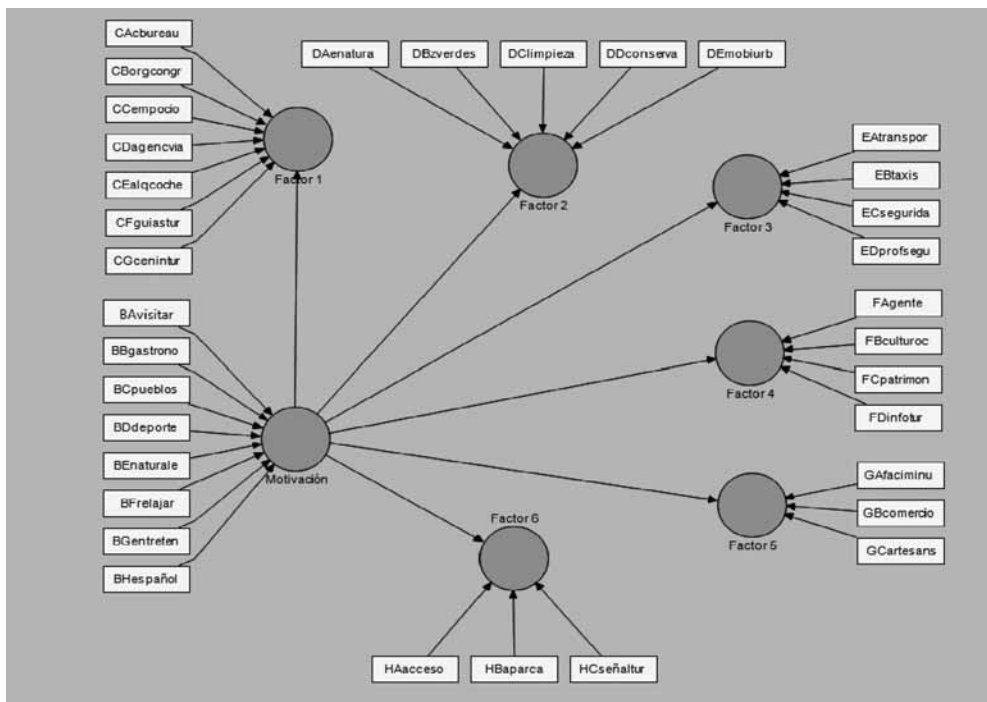 CAcbureau
CBorgcongr
CCempocio
CDagencvia
CEalqcoche
CFguiastur
CGcenintur
Factor 1
DAenatura
DBzverdes
DClimpieza
DDconserva
DEmobiurb
Factor 2
EAtranspor
EBtaxis
ECsegurida
EDprofsegu
Factor 3
BAvisitar
BBgastrono
BCpueblos
BDdeporte
BEnaturale
BFrelajar
BGentreten
BHespañol
Motivación
FAgente
FBculturoc
FCpatrimon
FDinfotur
Factor 4
GAfaciminu
GBcomercio
GCartesans
Factor 5
Factor 6
HAacceso
HBaparca
HCseñaltur